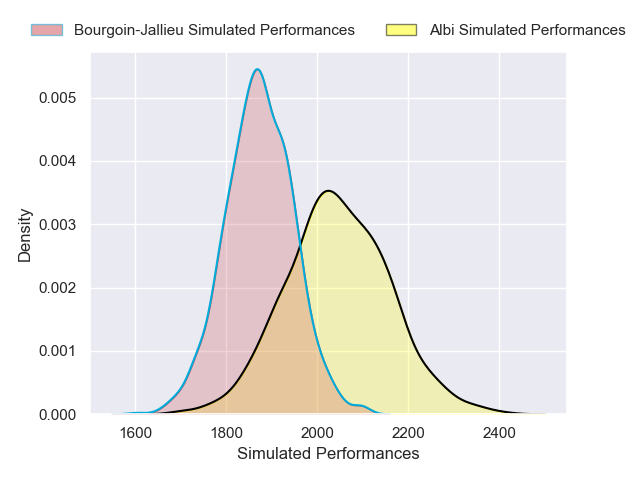 Bourgoin-Jallieu Simulated Performances Albi Simulated Performances
0.005
0.004
0.003
0.002
0.001
0.000
Density
1600 1800 2000 2200 2400
Simulated Performances